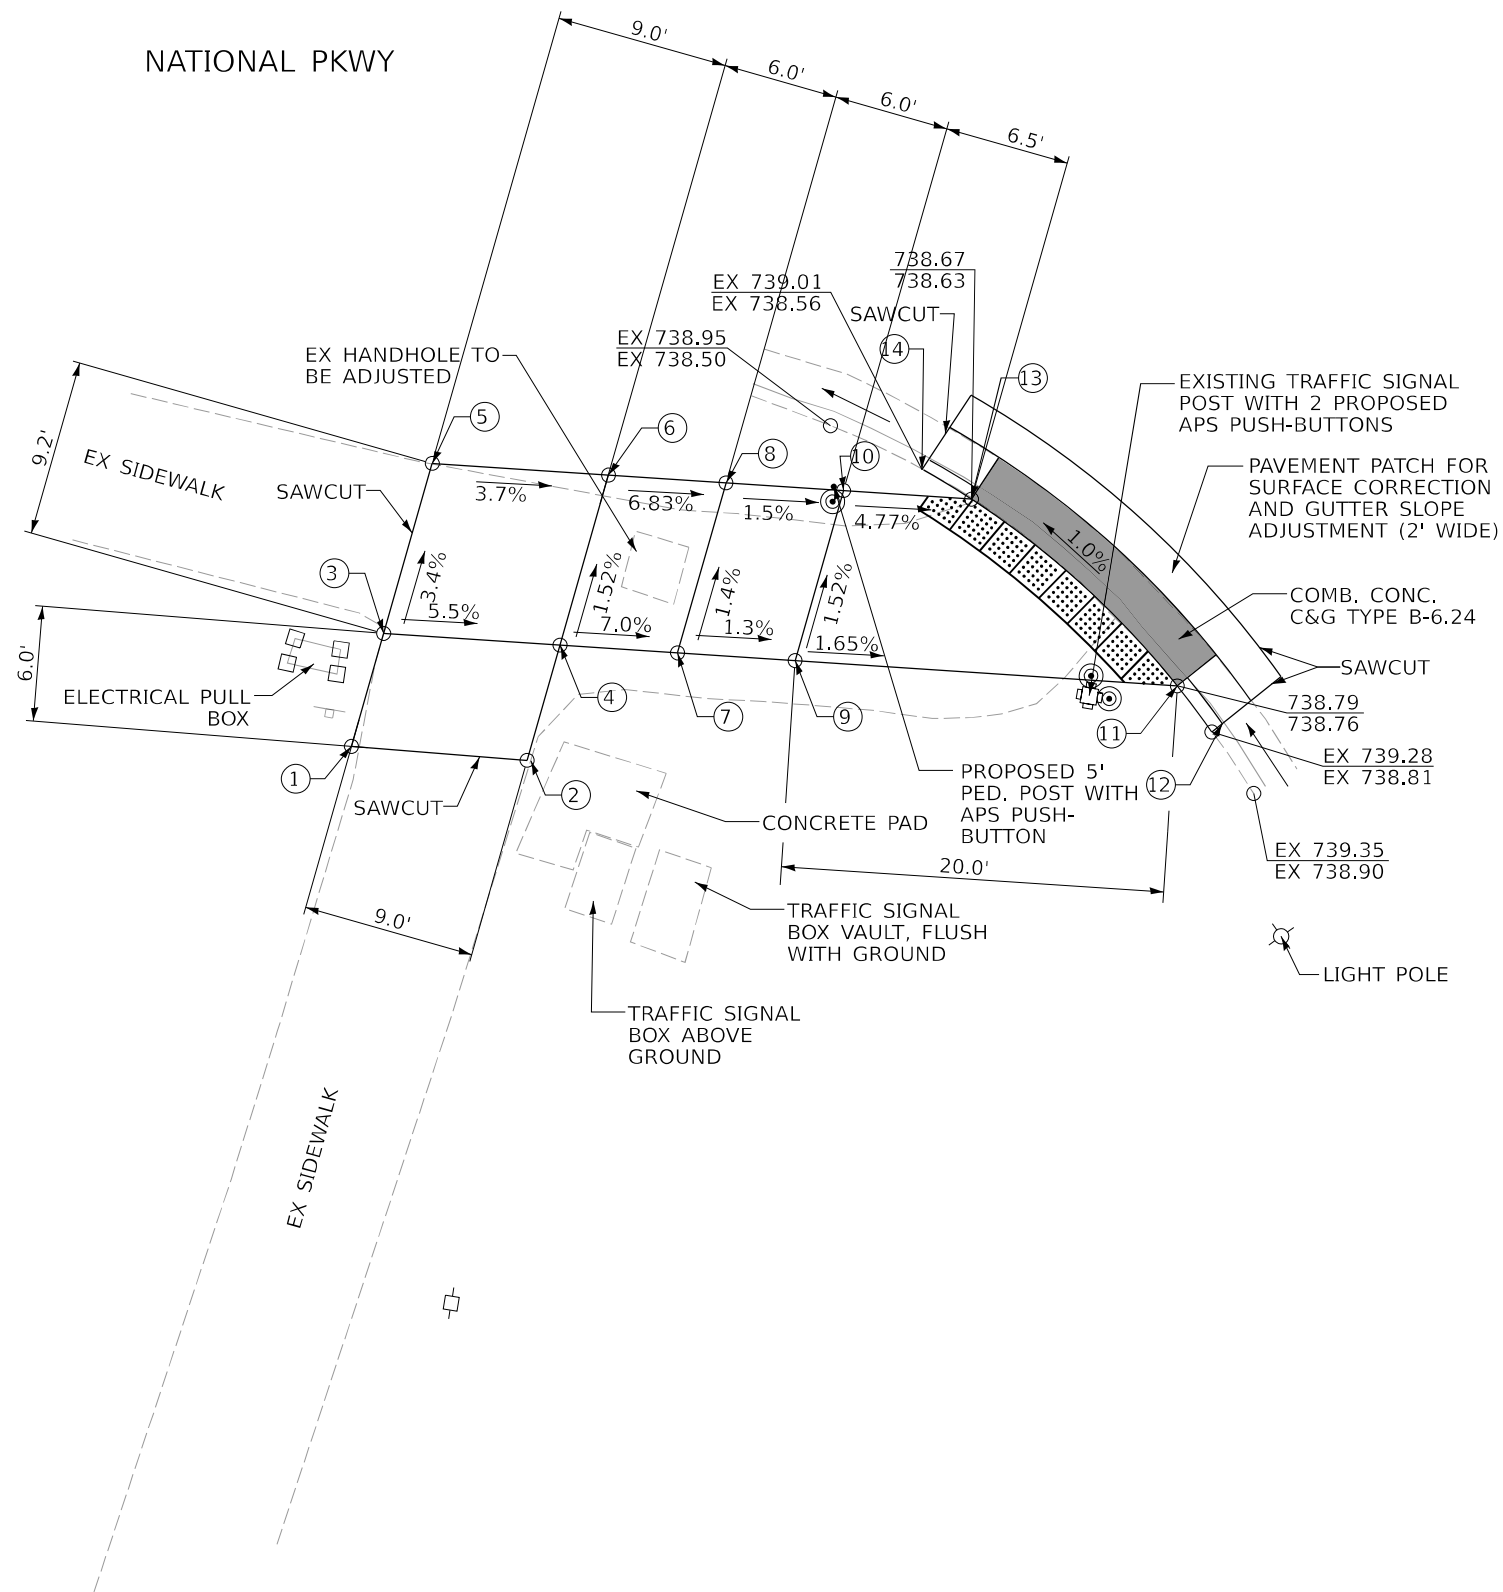 NATIONAL PKWY
9.0'
6.0'
6.0'
6.5'
738.67
738.63
EX 739.01
EX 738.56
SAWCUT
EX 738.95
EX 738.50
14
EX HANDHOLE TO
BE ADJUSTED
13
EXISTING TRAFFIC SIGNAL
POST WITH 2 PROPOSED
APS PUSH-BUTTONS
5
6
8
10
9.2'
EX SIDEWALK
SAWCUT
3.7%
6.83%
1.5%
4.77%
PAVEMENT PATCH FOR
SURFACE CORRECTION
AND GUTTER SLOPE
ADJUSTMENT (2' WIDE)
1.0%
3
3.4%
5.5%
1.52%
7.0%
1.4%
1.3%
1.52%
1.65%
COMB. CONC.
C&G TYPE B-6.24
SAWCUT
6.0'
ELECTRICAL PULL
BOX
4
7
9
11
738.79
738.76
1
2
SAWCUT
12
EX 739.28
EX 738.81
PROPOSED 5'
PED. POST WITH
APS PUSH-
BUTTON
CONCRETE PAD
20.0'
EX 739.35
EX 738.90
9.0'
TRAFFIC SIGNAL
BOX VAULT, FLUSH
WITH GROUND
LIGHT POLE
TRAFFIC SIGNAL
BOX ABOVE
GROUND
EX SIDEWALK